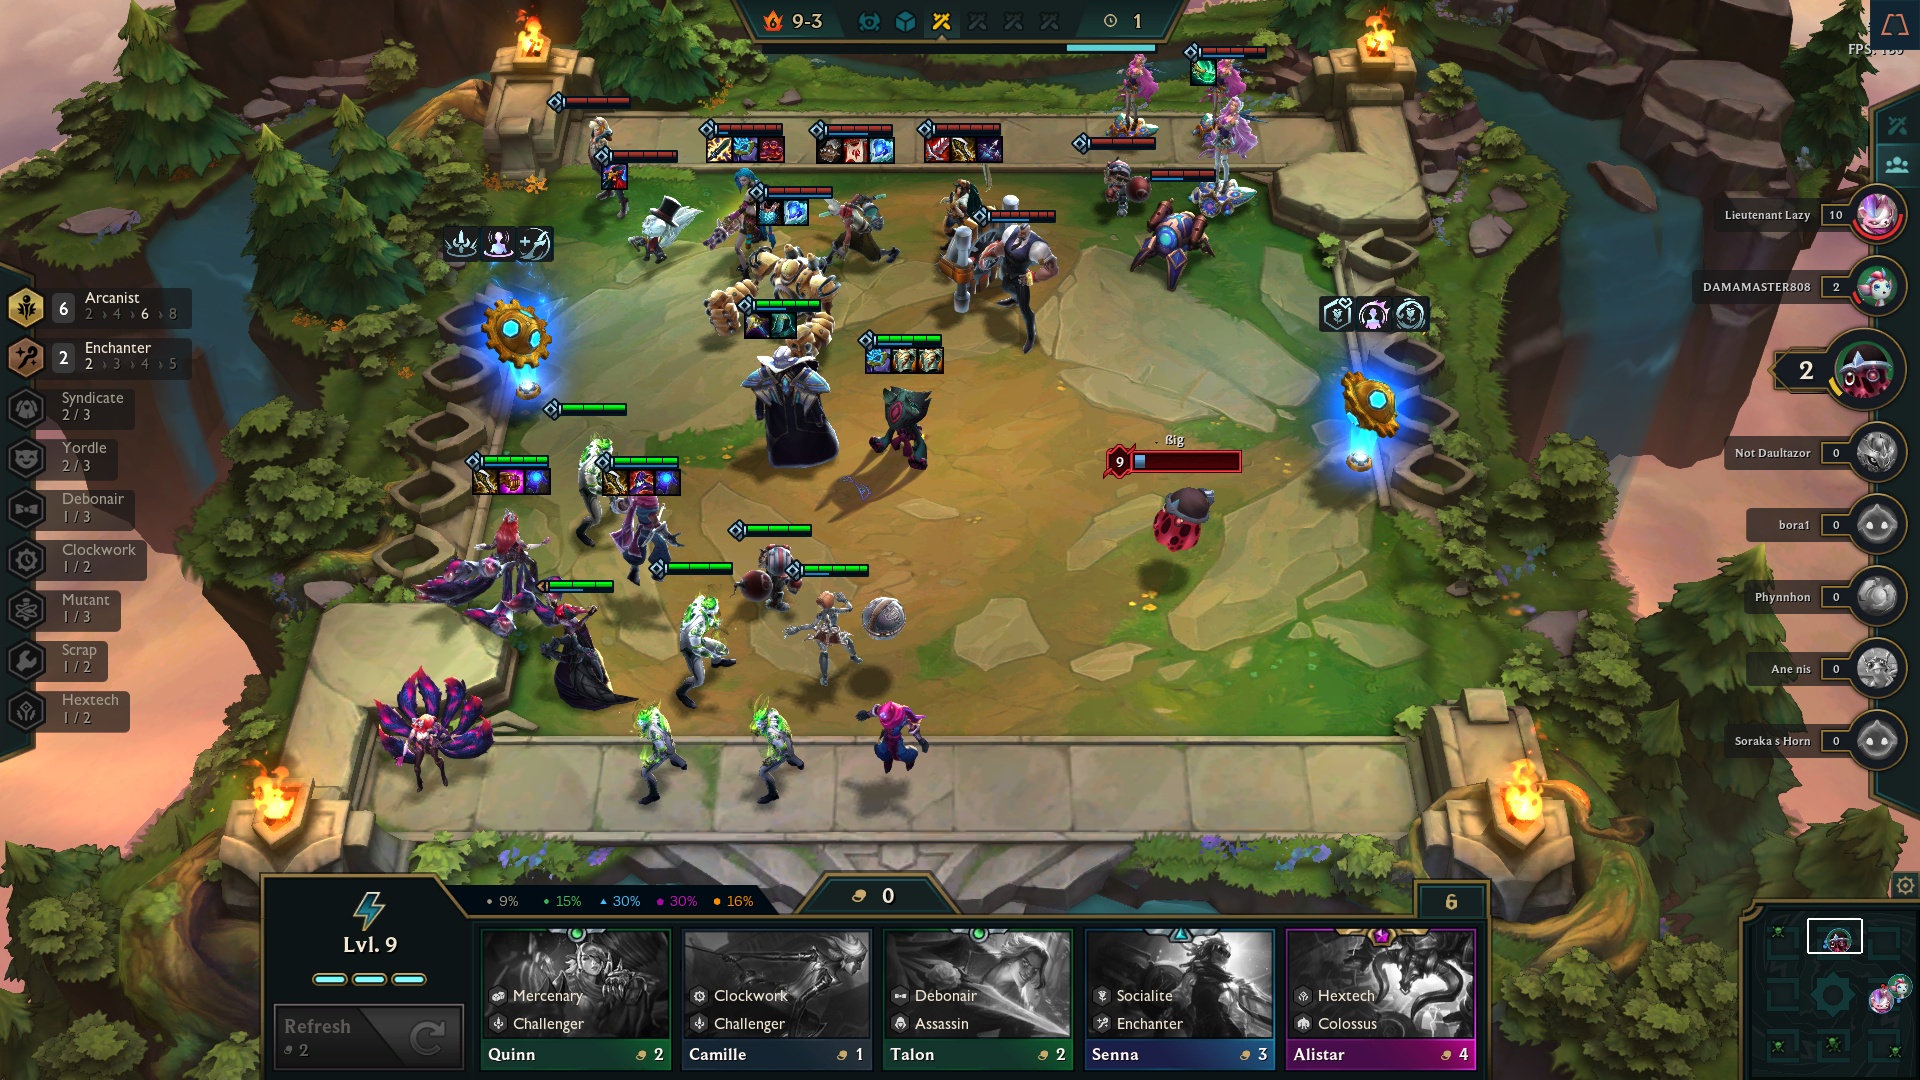 9-3
1
FPS:
Lieutenant Lazy 10
DAMAMASTER808 2
2
Not Daultazor 0
bora1 0
Phynnhon 0
Ane nis 0
Soraka s Horn 0
6 Arcanist
2 › 4 › 6 › 8
2 Enchanter
2 › 3 › 4 › 5
Syndicate
2 / 3
Yordle
2 / 3
Debonair
1 / 3
Clockwork
1 / 2
Mutant
1 / 3
Scrap
1 / 2
Hextech
1 / 2
ßig
9
9% 15% 30% 30% 16%
0
6
Lvl. 9
Refresh
2
Mercenary
Challenger
Quinn 2
Clockwork
Challenger
Camille 1
Debonair
Assassin
Talon 2
Socialite
Enchanter
Senna 3
Hextech
Colossus
Alistar 4